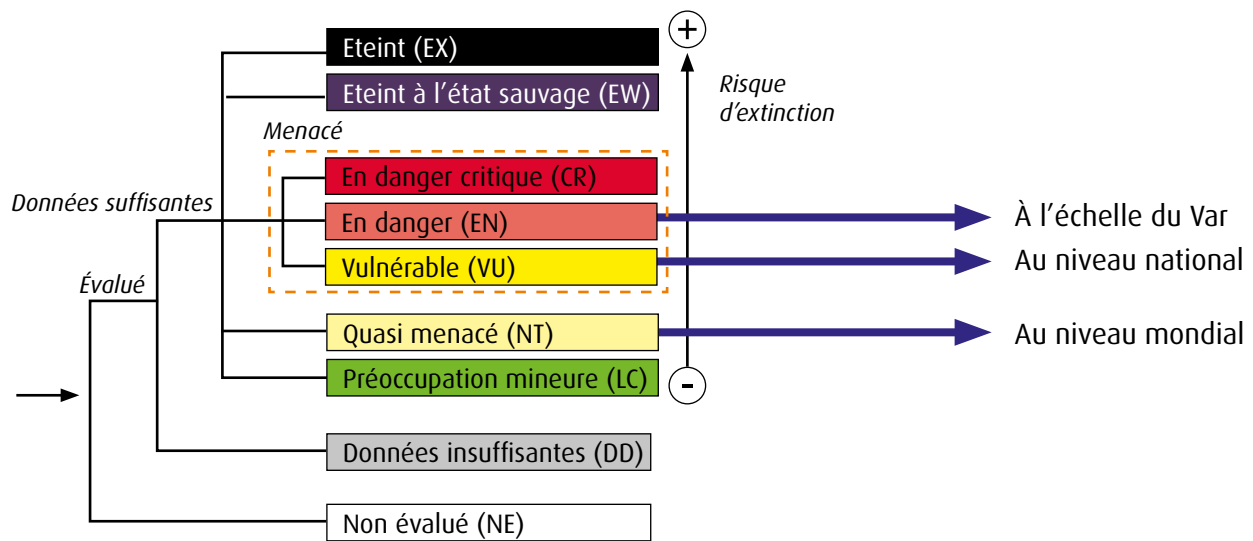 Eteint (EX)
+
Eteint à l'état sauvage (EW)
Risque
d'extinction
Menacé
En danger critique (CR)
Données suffisantes
En danger (EN)
À l'échelle du Var
Vulnérable (VU)
Au niveau national
Évalué
Quasi menacé (NT)
Au niveau mondial
Préoccupation mineure (LC)
-
Données insuffisantes (DD)
Non évalué (NE)